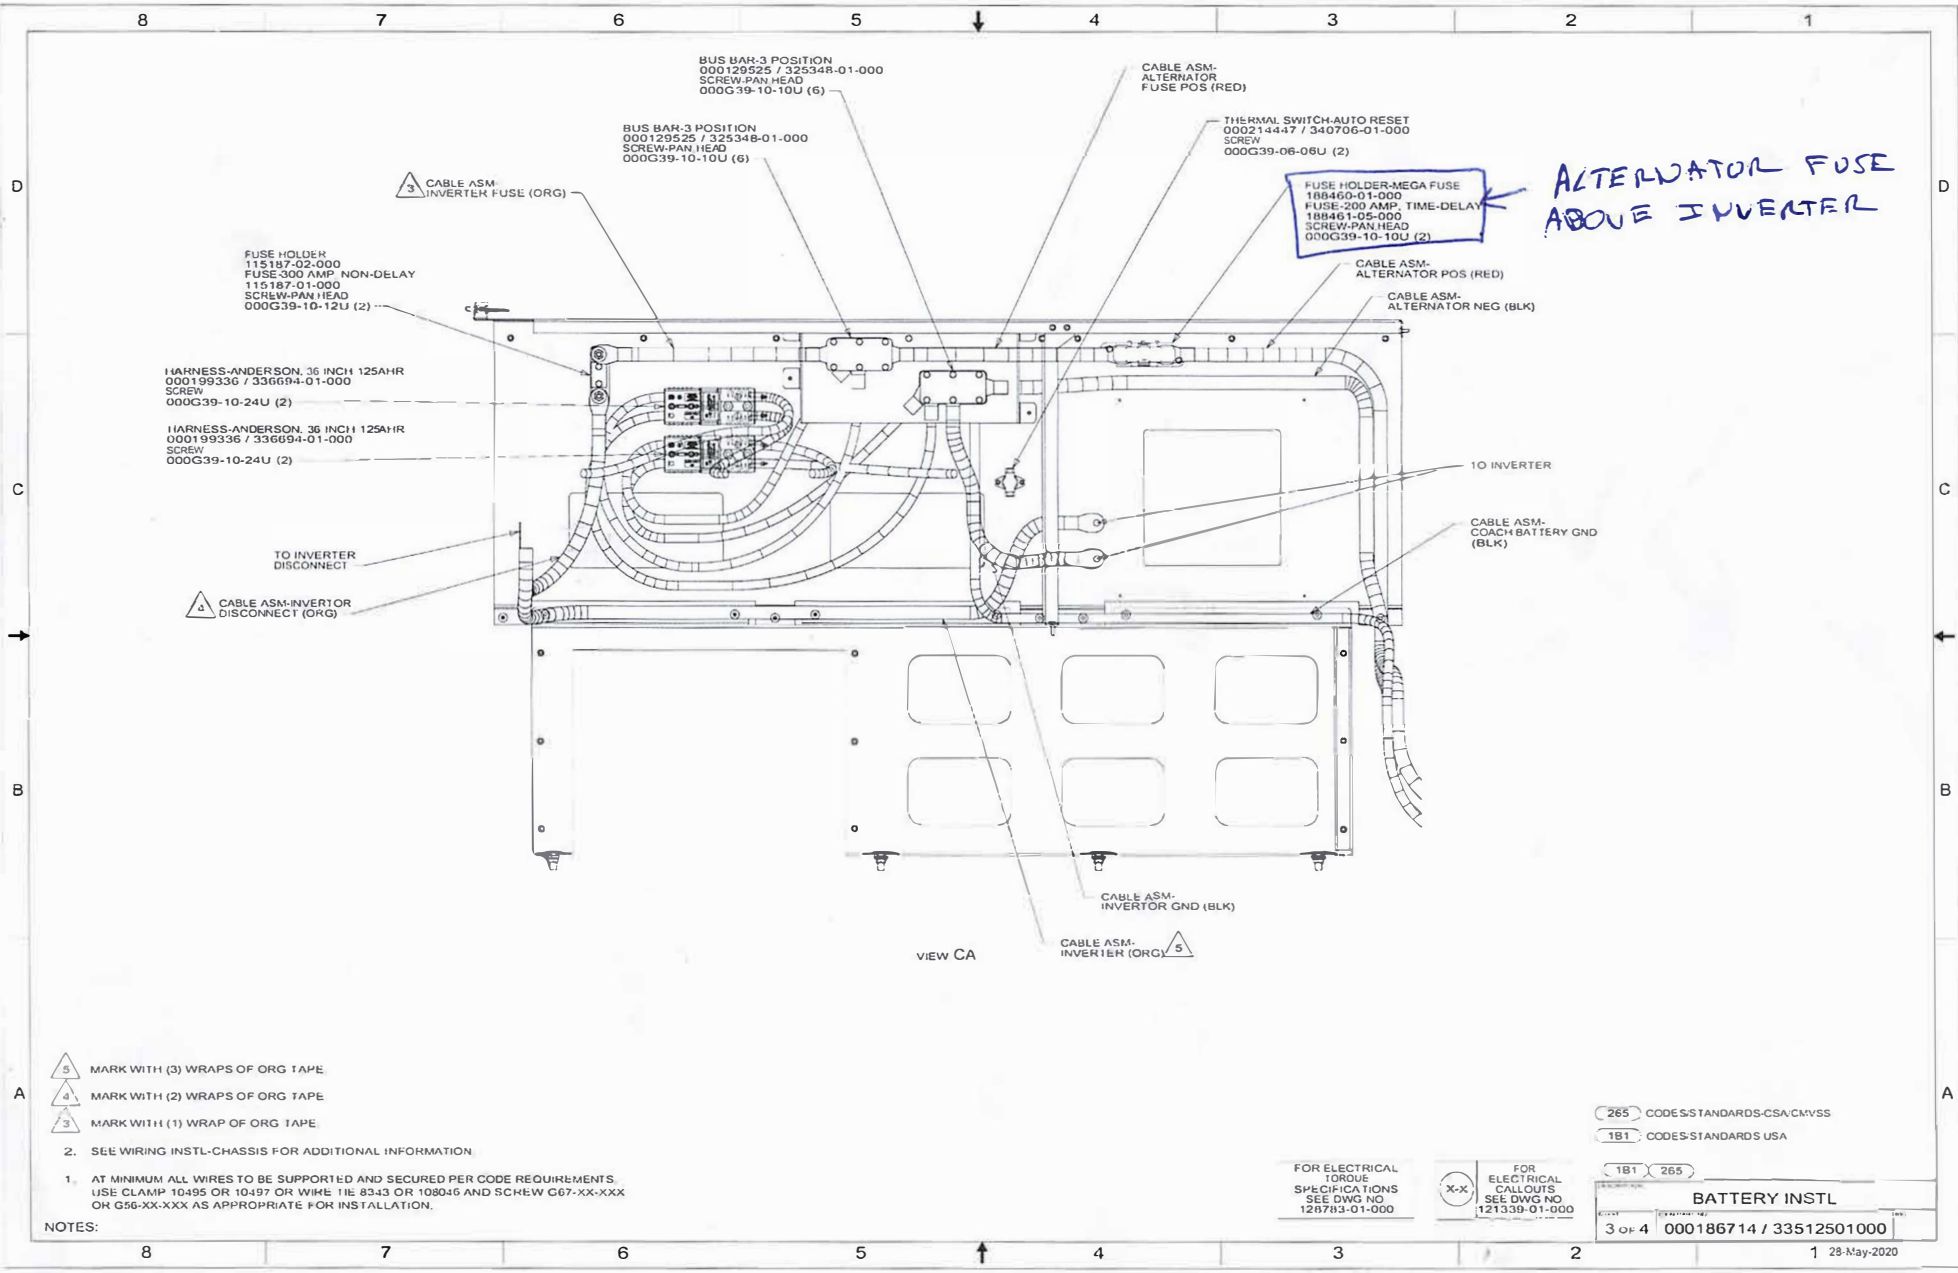 8 7 6 5 4 3 2 1
BUS BAR-3 POSITION
000129525 / 325348-01-000
SCREW-PAN HEAD
000G39-10-10U (6)
CABLE ASM-
ALTERNATOR
FUSE POS (RED)
BUS BAR-3 POSITION
000129525 / 325348-01-000
SCREW-PAN HEAD
000G39-10-10U (6)
THERMAL SWITCH-AUTO RESET
000214447 / 340706-01-000
SCREW
000G39-06-06U (2)
D
3 CABLE ASM-
INVERTER FUSE (ORG)
FUSE HOLDER-MEGA FUSE
188460-01-000
FUSE-200 AMP, TIME-DELAY
188461-05-000
SCREW-PAN HEAD
000G39-10-10U (2)
ALTERNATOR FUSE
ABOVE INVERTER
D
FUSE HOLDER
115187-02-000
FUSE-300 AMP, NON-DELAY
115187-01-000
SCREW-PAN HEAD
000G39-10-12U (2)
CABLE ASM-
ALTERNATOR POS (RED)
CABLE ASM-
ALTERNATOR NEG (BLK)
HARNESS-ANDERSON, 36 INCH 125AHR
000199336 / 336694-01-000
SCREW
000G39-10-24U (2)
HARNESS-ANDERSON, 36 INCH 125AHR
000199336 / 336694-01-000
SCREW
000G39-10-24U (2)
C
TO INVERTER
C
CABLE ASM-
COACH BATTERY GND
(BLK)
TO INVERTER
DISCONNECT
4 CABLE ASM-INVERTOR
DISCONNECT (ORG)
B
B
CABLE ASM-
INVERTOR GND (BLK)
CABLE ASM-
INVERTER (ORG) 5
VIEW CA
5 MARK WITH (3) WRAPS OF ORG TAPE
A
4 MARK WITH (2) WRAPS OF ORG TAPE
A
3 MARK WITH (1) WRAP OF ORG TAPE
2. SEE WIRING INSTL-CHASSIS FOR ADDITIONAL INFORMATION
1. AT MINIMUM ALL WIRES TO BE SUPPORTED AND SECURED PER CODE REQUIREMENTS
USE CLAMP 10495 OR 10497 OR WIRE TIE 8343 OR 108046 AND SCREW G67-XX-XXX
OR G56-XX-XXX AS APPROPRIATE FOR INSTALLATION.
NOTES:
265 CODES/STANDARDS-CSA/CMVSS
1B1 CODES/STANDARDS USA
1B1 265
FOR ELECTRICAL
TORQUE
SPECIFICATIONS
SEE DWG NO
128783-01-000
X-X
FOR
ELECTRICAL
CALLOUTS
SEE DWG NO
121339-01-000
BATTERY INSTL
3 OF 4 000186714 / 33512501000
8 7 6 5 4 3 2 1
28-May-2020